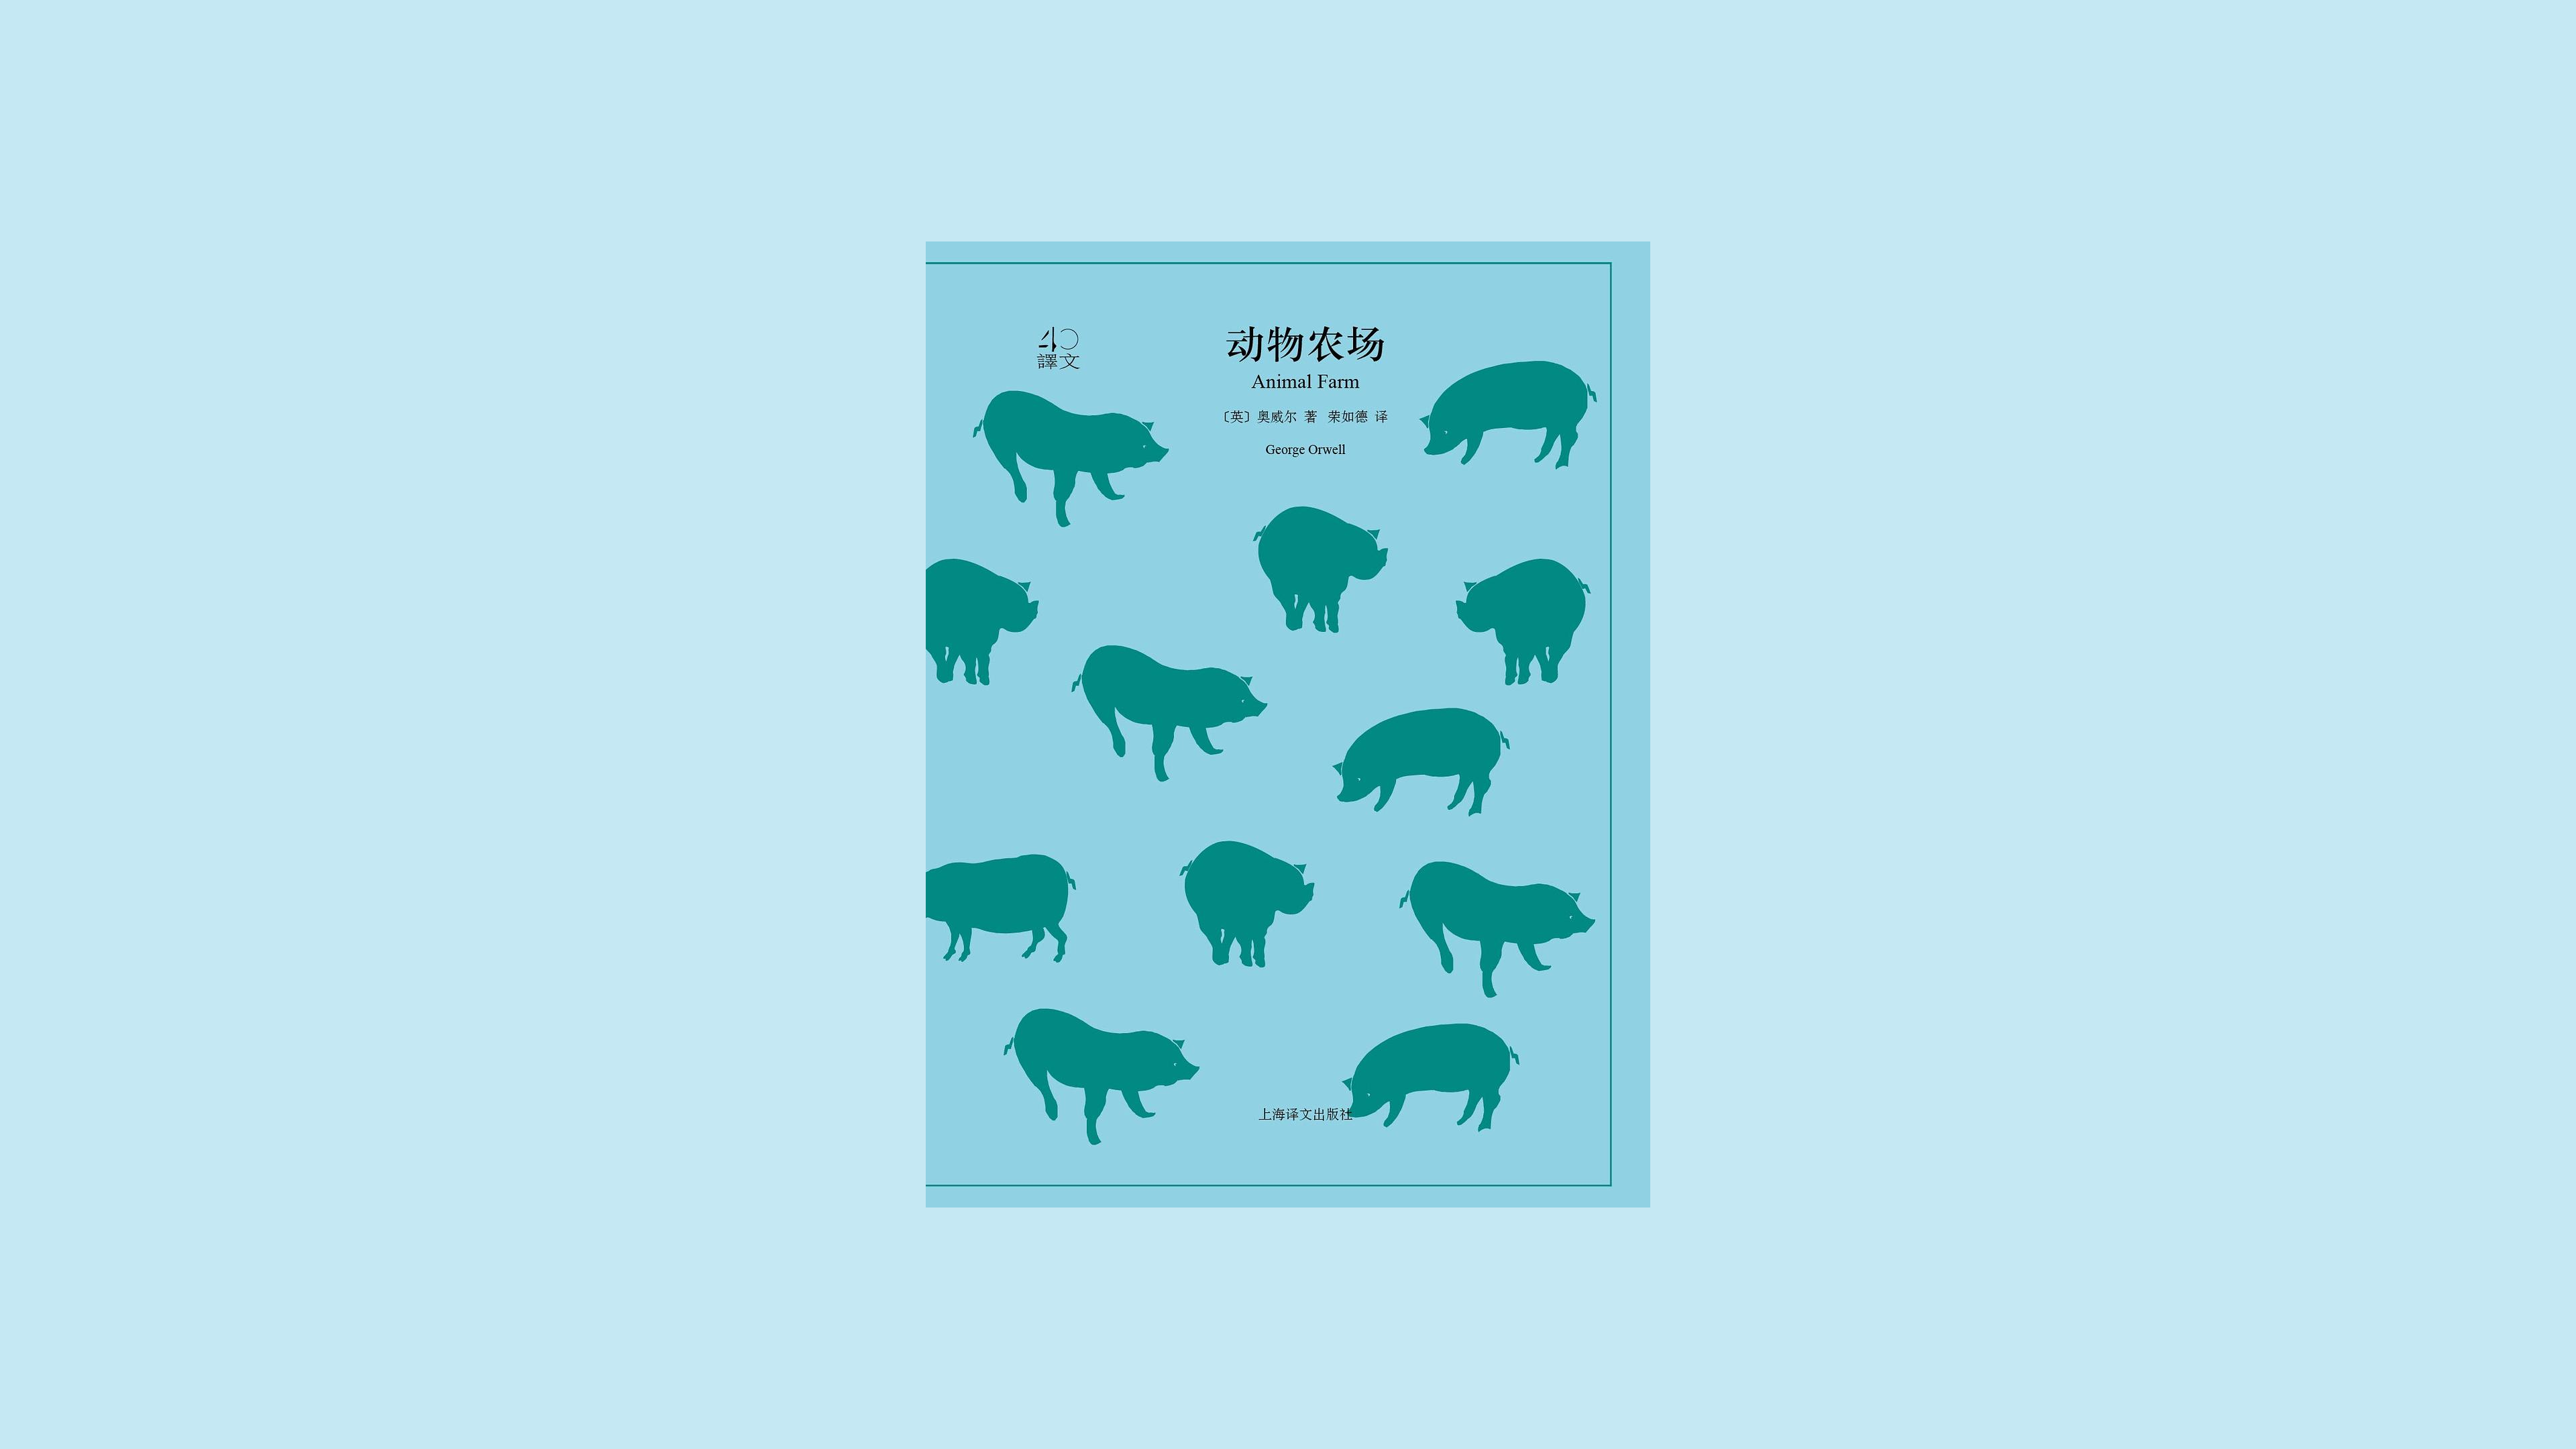 40
譯文
动物农场
Animal Farm
〔英〕奥威尔 著 荣如德 译
George Orwell
上海译文出版社